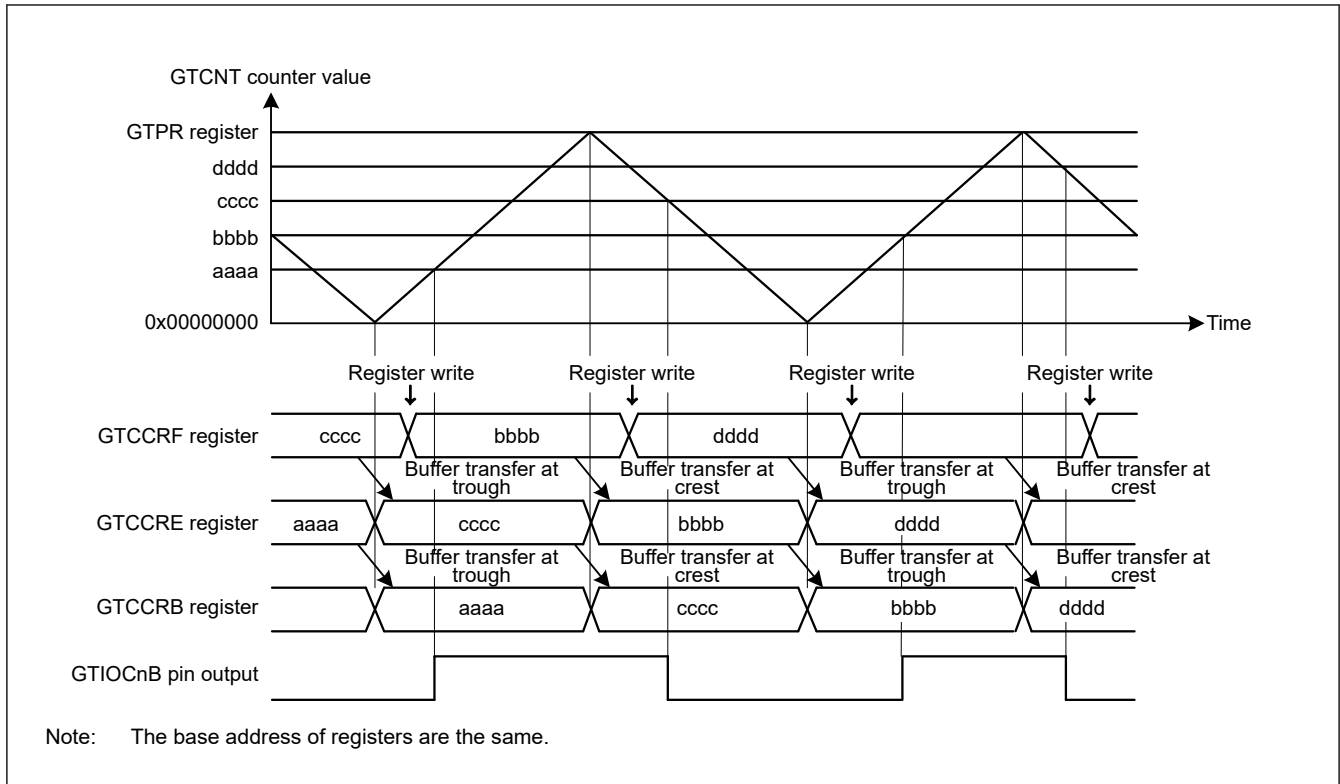 GTCNT counter value
GTPR register
dddd
cccc
bbbb
aaaa
0x00000000
Time
Register write Register write Register write Register write
GTCCRF register cccc bbbb dddd
Buffer transfer at trough Buffer transfer at crest Buffer transfer at trough Buffer transfer at crest
GTCCRE register aaaa cccc bbbb dddd
Buffer transfer at trough Buffer transfer at crest Buffer transfer at trough Buffer transfer at crest
GTCCRB register aaaa cccc bbbb dddd
GTIOCnB pin output
Note: The base address of registers are the same.